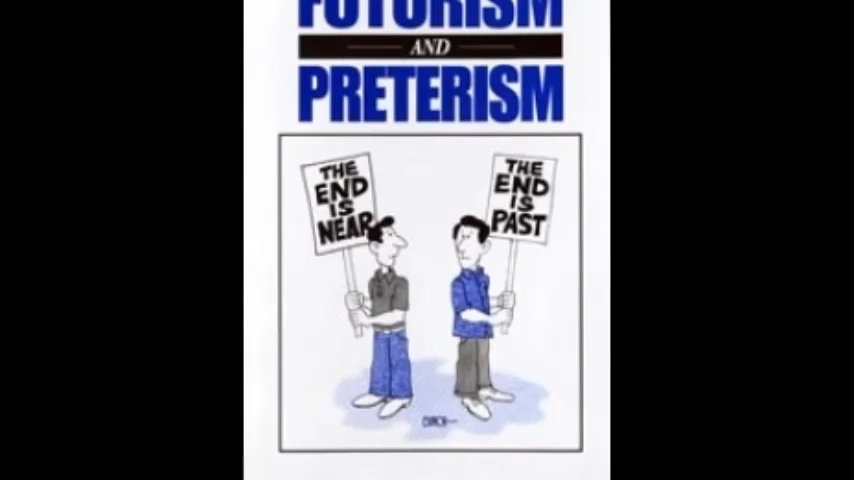 FUTURISM
AND
PRETERISM
THE
END
IS
NEAR
THE
END
IS
PAST